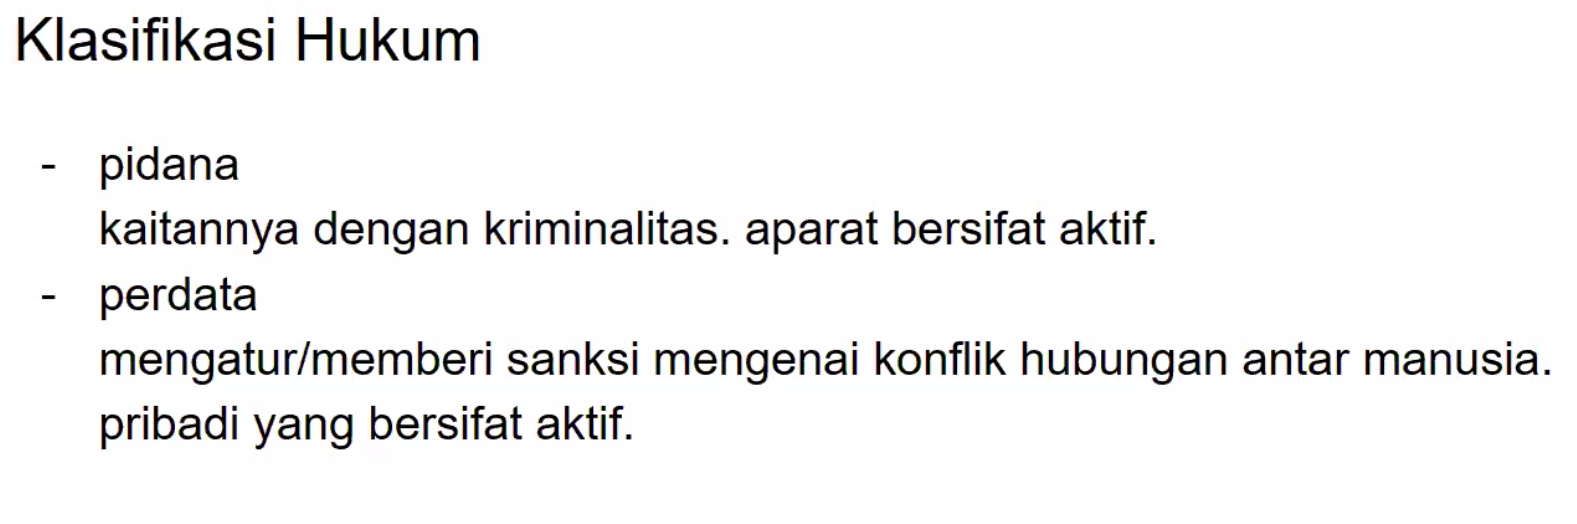 Klasifikasi Hukum
- pidana
kaitannya dengan kriminalitas. aparat bersifat aktif.
- perdata
mengatur/memberi sanksi mengenai konflik hubungan antar manusia.
pribadi yang bersifat aktif.